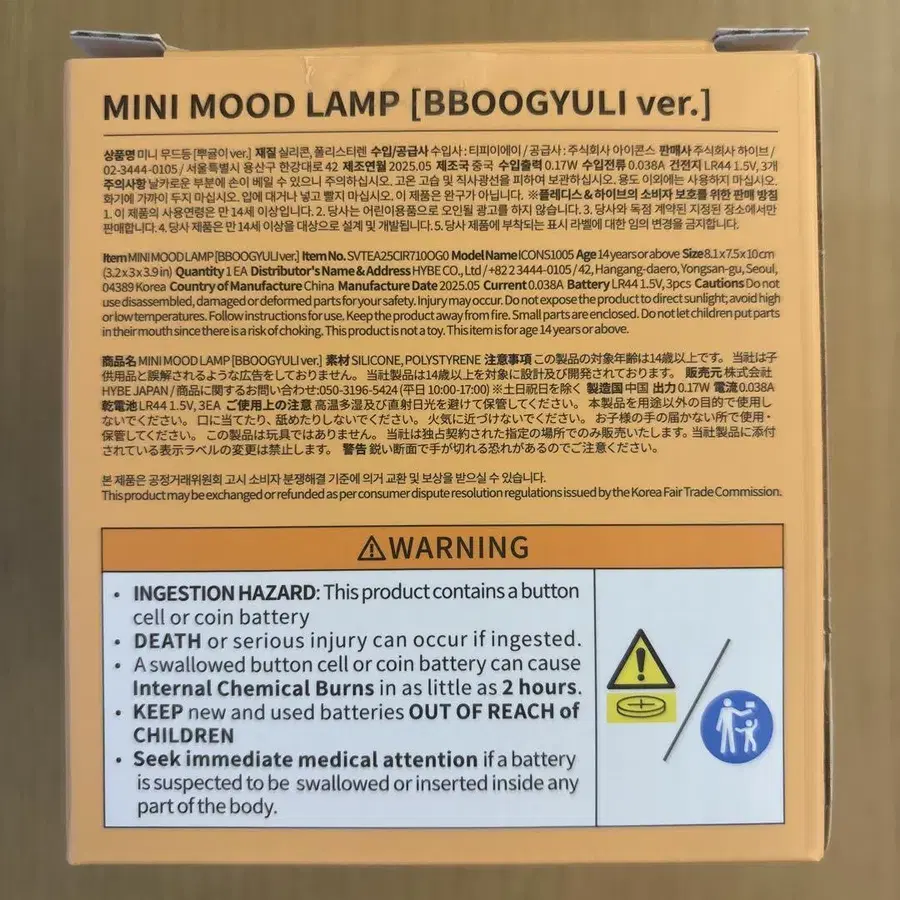 MINI MOOD LAMP [BBOOGYULI ver.]
상품명 미니 무드등 [뿌귤이 ver.] 재질 실리콘, 폴리스티렌 수입/공급사 수입사 : 티피이에이 / 공급사 : 주식회사 아이콘스 판매사 주식회사 하이브 /
02-3444-0105 / 서울특별시 용산구 한강대로 42 제조연월 2025.05 제조국 중국 수입출력 0.17W 수입전류 0.038A 건전지 LR44 1.5V, 3개
주의사항 날카로운 부분에 손이 베일 수 있으니 주의하십시오. 고온 고습 및 직사광선을 피하여 보관하십시오. 용도 이외에는 사용하지 마십시오.
화기에 가까이 두지 마십시오. 입에 대거나 넣고 빨지 마십시오. 이 제품은 완구가 아닙니다. ※플레디스 & 하이브의 소비자 보호를 위한 판매 방침
1. 이 제품의 사용연령은 만 14세 이상입니다. 2. 당사는 어린이용품으로 오인될 광고를 하지 않습니다. 3. 당사와 독점 계약된 지정된 장소에서만
판매합니다. 4. 당사 제품은 만 14세 이상을 대상으로 설계 및 개발됩니다. 5. 당사 제품에 부착되는 표시 라벨에 대한 임의 변경을 금지합니다.
Item MINI MOOD LAMP [BBOOGYULI ver.] Item No. SVTEA25CIR710OG0 Model Name ICONS1005 Age 14 years or above Size 8.1 x 7.5 x 10cm
(3.2 x 3 x 3.9 in) Quantity 1 EA Distributor's Name & Address HYBE CO., Ltd / +82 2 3444-0105 / 42, Hangang-daero, Yongsan-gu, Seoul,
04389 Korea Country of Manufacture China Manufacture Date 2025.05 Current 0.038A Battery LR44 1.5V, 3pcs Cautions Do not
use disassembled, damaged or deformed parts for your safety. Injury may occur. Do not expose the product to direct sunlight; avoid high
or low temperatures. Follow instructions for use. Keep the product away from fire. Small parts are enclosed. Do not let children put parts
in their mouth since there is a risk of choking. This product is not a toy. This item is for age 14 years or above.
商品名 MINI MOOD LAMP [BBOOGYULI ver.] 素材 SILICONE, POLYSTYRENE 注意事項 この製品の対象年齢は14歳以上です。 当社は子
供用品と誤解されるような広告をしておりません。 当社製品は14歳以上を対象に設計及び開発されております。 販売元 株式会社
HYBE JAPAN / 商品に関するお問い合わせ:050-3196-5424 (平日 10:00-17:00) ※土日祝日を除く 製造国 中国 出力 0.17W 電流 0.038A
乾電池 LR44 1.5V, 3EA ご使用上の注意 高温多湿及び直射日光を避けて保管してください。 本製品を用途以外の目的で使用し
ないでください。 口に当てたり、舐めたりしないでください。 火気に近づけないでください。 お子様の手の届かない所で使用・
保管してください。 この製品は玩具ではありません。 当社は独占契約された指定の場所でのみ販売いたします。 当社製品に添付
されている表示ラベルの変更は禁止します。 警告 鋭い断面で手が切れる恐れがあるのでご注意ください。
본 제품은 공정거래위원회 고시 소비자 분쟁해결 기준에 의거 교환 및 보상을 받으실 수 있습니다.
This product may be exchanged or refunded as per consumer dispute resolution regulations issued by the Korea Fair Trade Commission.
⚠WARNING
• INGESTION HAZARD: This product contains a button
cell or coin battery
• DEATH or serious injury can occur if ingested.
• A swallowed button cell or coin battery can cause
Internal Chemical Burns in as little as 2 hours.
• KEEP new and used batteries OUT OF REACH of
CHILDREN
• Seek immediate medical attention if a battery
is suspected to be swallowed or inserted inside any
part of the body.